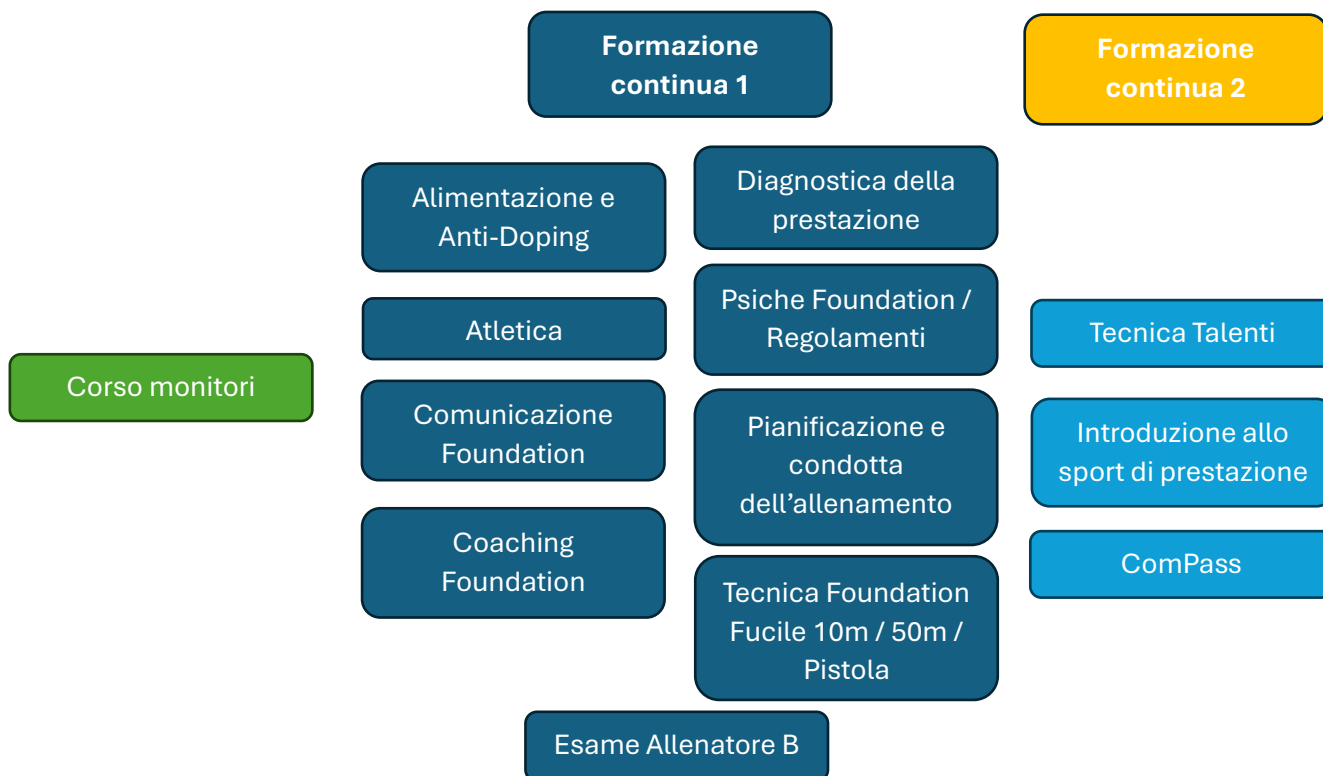 Formazione
continua 1
Formazione
continua 2
Corso monitori
Alimentazione e
Anti-Doping
Atletica
Comunicazione
Foundation
Coaching
Foundation
Diagnostica della
prestazione
Psiche Foundation /
Regolamenti
Pianificazione e
condotta
dell’allenamento
Tecnica Foundation
Fucile 10m / 50m /
Pistola
Esame Allenatore B
Tecnica Talenti
Introduzione allo
sport di prestazione
ComPass